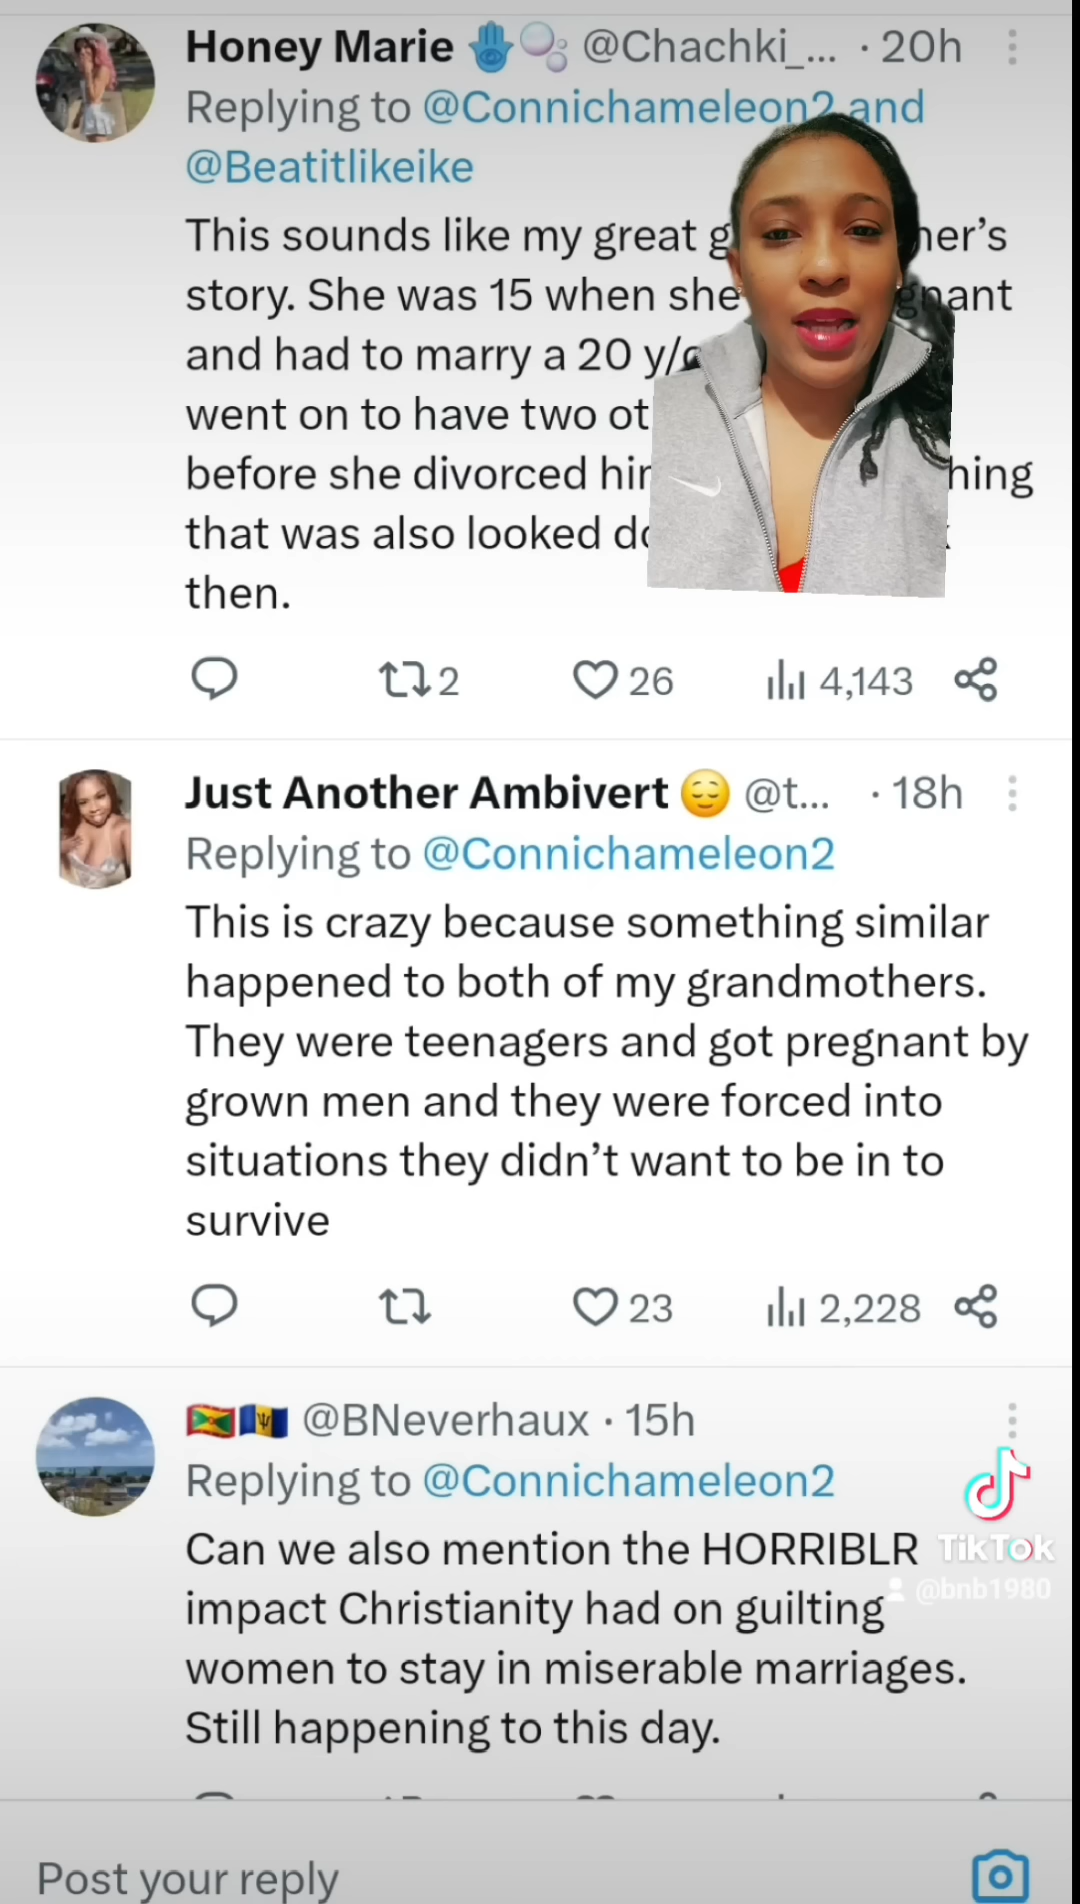 Honey Marie @Chachki_... · 20h
Replying to @Connichameleon2 and
@Beatitlikeike
This sounds like my great
story. She was 15 when she
and had to marry a 20
went on to have two
before she divorced
that was also looked
then.
2 26 4,143
Just Another Ambivert @t... · 18h
Replying to @Connichameleon2
This is crazy because something similar
happened to both of my grandmothers.
They were teenagers and got pregnant by
grown men and they were forced into
situations they didn't want to be in to
survive
23 2,228
@BNeverhaux · 15h
Replying to @Connichameleon2
Can we also mention the HORRIBLR
impact Christianity had on guilting
women to stay in miserable marriages.
Still happening to this day.
TikTok
@bnb1980
Post your reply